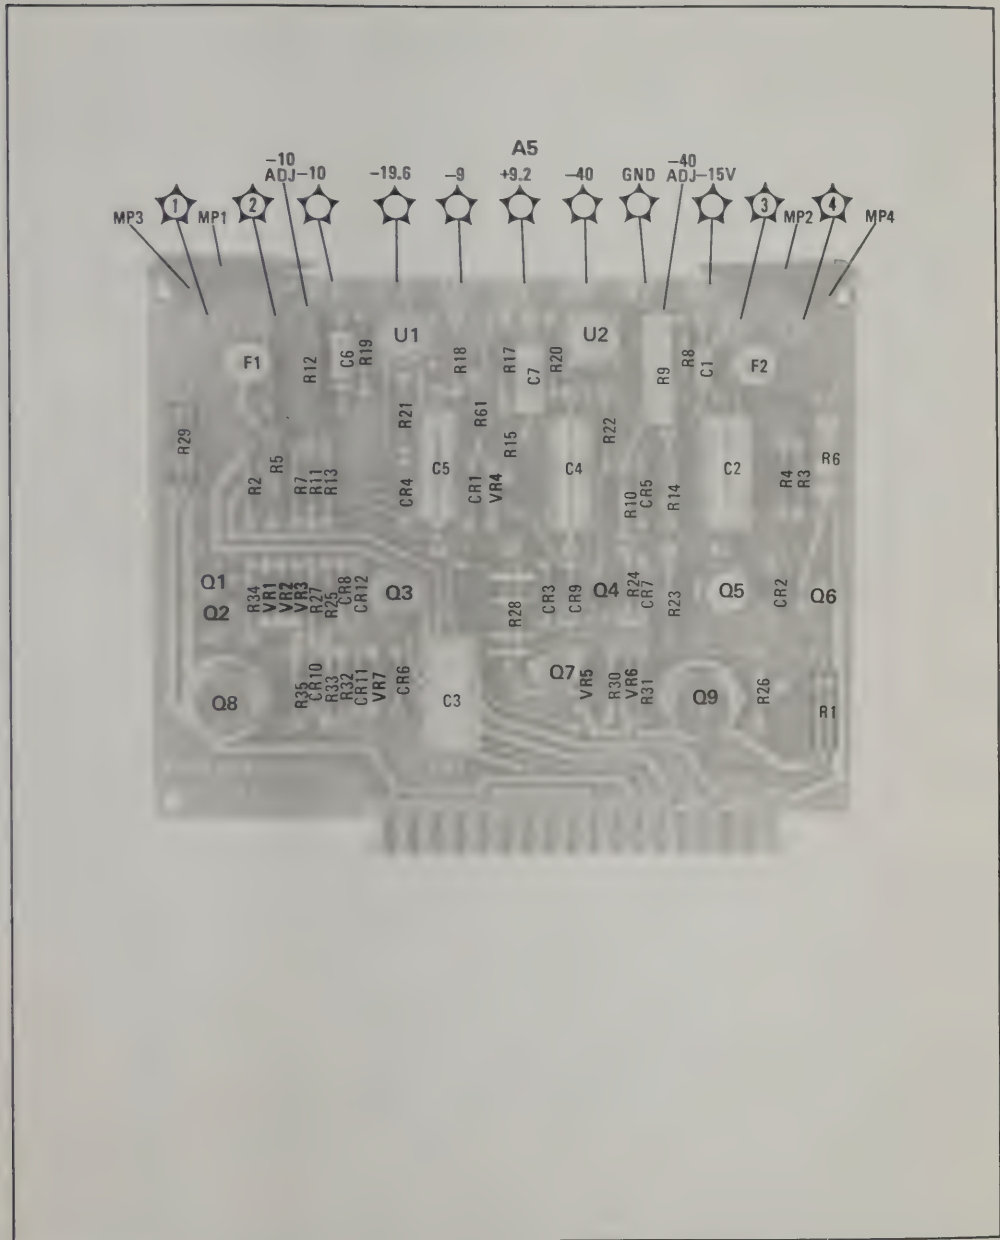 A5
-10 -40
ADJ-10 -19.6 -9 +9.2 -40 GND ADJ-15V
MP3 1 MP1 2 3 MP2 4 MP4
U1 U2
F1 R12 C6 R19 R18 R17 C7 R20 R9 R8 C1 F2
R29 R21 R61 R15 R22
R2 R5 R7 R11 R13 CR4 C5 CR1 VR4 C4 R10 CR5 R14 C2 R4 R3 R6
Q1 Q2 R34 VR1 VR2 VR3 R27 R25 CR8 CR12 Q3 R28 CR3 CR9 Q4 R24 CR7 R23 Q5 CR2 Q6
Q8 R35 CR10 R33 R32 CR11 VR7 CR6 C3 Q7 VR5 R30 VR6 R31 Q9 R26 R1